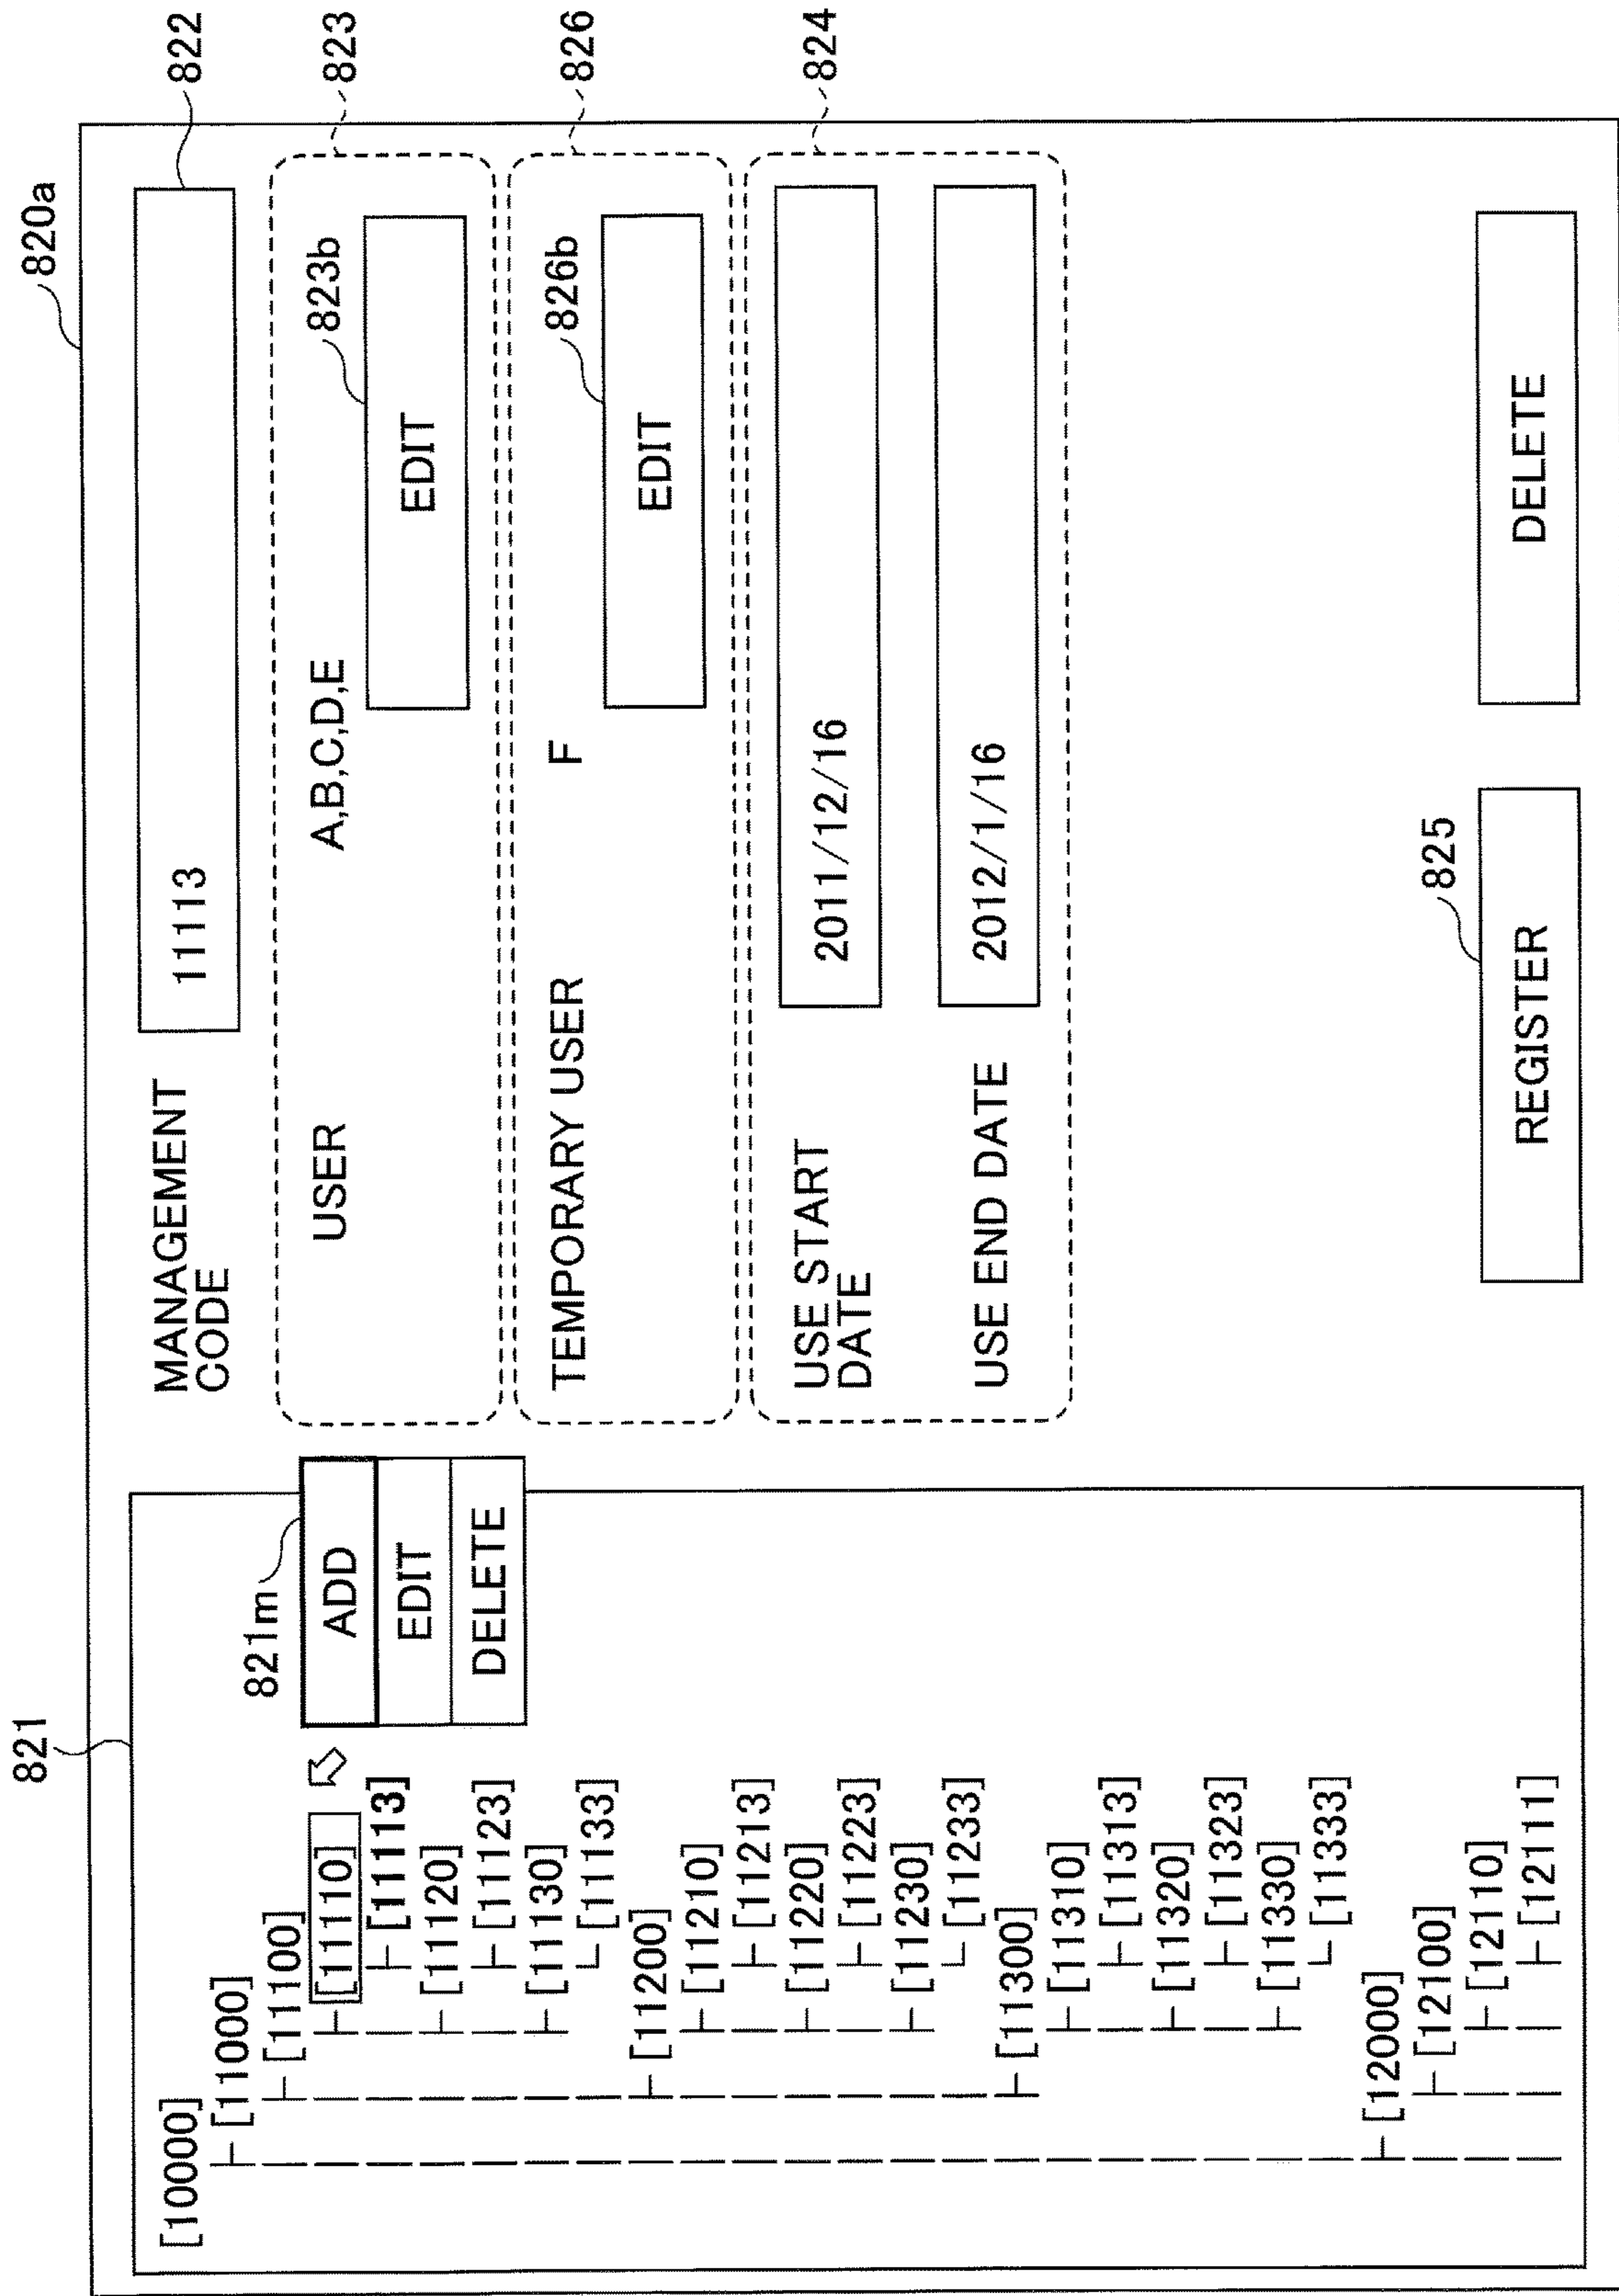 820a
821
[10000]
├ [11000]
├ [11100]
├ [11110]
├ [11113]
├ [11120]
├ [11123]
├ [11130]
└ [11133]
├ [11200]
├ [11210]
├ [11213]
├ [11220]
├ [11223]
├ [11230]
└ [11233]
├ [11300]
├ [11310]
├ [11313]
├ [11320]
├ [11323]
├ [11330]
└ [11333]
├ [12000]
├ [12100]
├ [12110]
├ [12111]
821m
ADD
EDIT
DELETE
MANAGEMENT
CODE
11113
822
USER
A,B,C,D,E
823
823b
EDIT
TEMPORARY USER
F
826
826b
EDIT
USE START
DATE
2011/12/16
824
USE END DATE
2012/1/16
825
REGISTER
DELETE